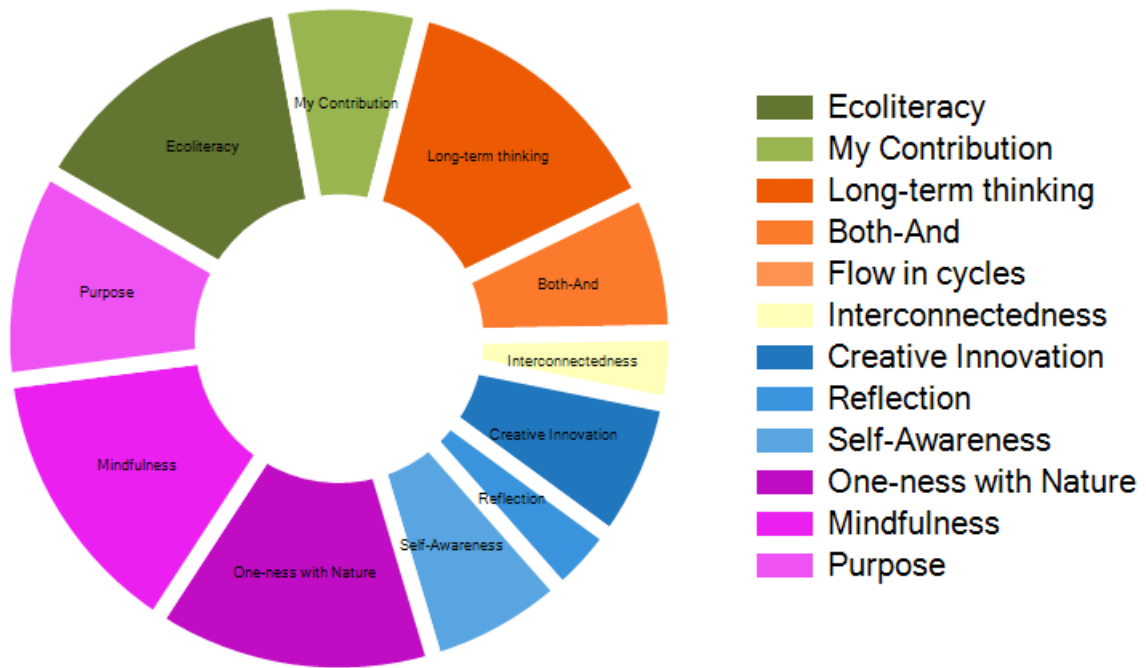 My Contribution
Ecoliteracy
Long-term thinking
Both-And
Purpose
Interconnectedness
Creative Innovation
Mindfulness
Reflection
Self-Awareness
One-ness with Nature
Ecoliteracy
My Contribution
Long-term thinking
Both-And
Flow in cycles
Interconnectedness
Creative Innovation
Reflection
Self-Awareness
One-ness with Nature
Mindfulness
Purpose